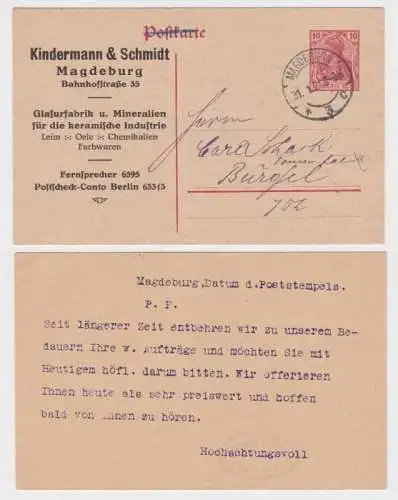 Postkarte
Kindermann & Schmidt
Magdeburg
Bahnhofstraße 35
Glasurfabrik u. Mineralien
für die keramische Industrie
Leim :-: Oele :-: Chemikalien
Farbwaren
Fernsprecher 6595
Postscheck-Conto Berlin 65315
10 10
MAGDEBURG
Herrn
Carl
Bürgel
Magdeburg, Datum d. Poststempels.
P. P.
Seit längerer Zeit entbehren wir zu unserem Be-
dauern Ihre w. Aufträge und möchten Sie mit
Heutigem höfl. darum bitten. Wir offerieren
Ihnen heute als sehr preiswert und hoffen
bald von Ihnen zu hören.
Hochachtungsvoll